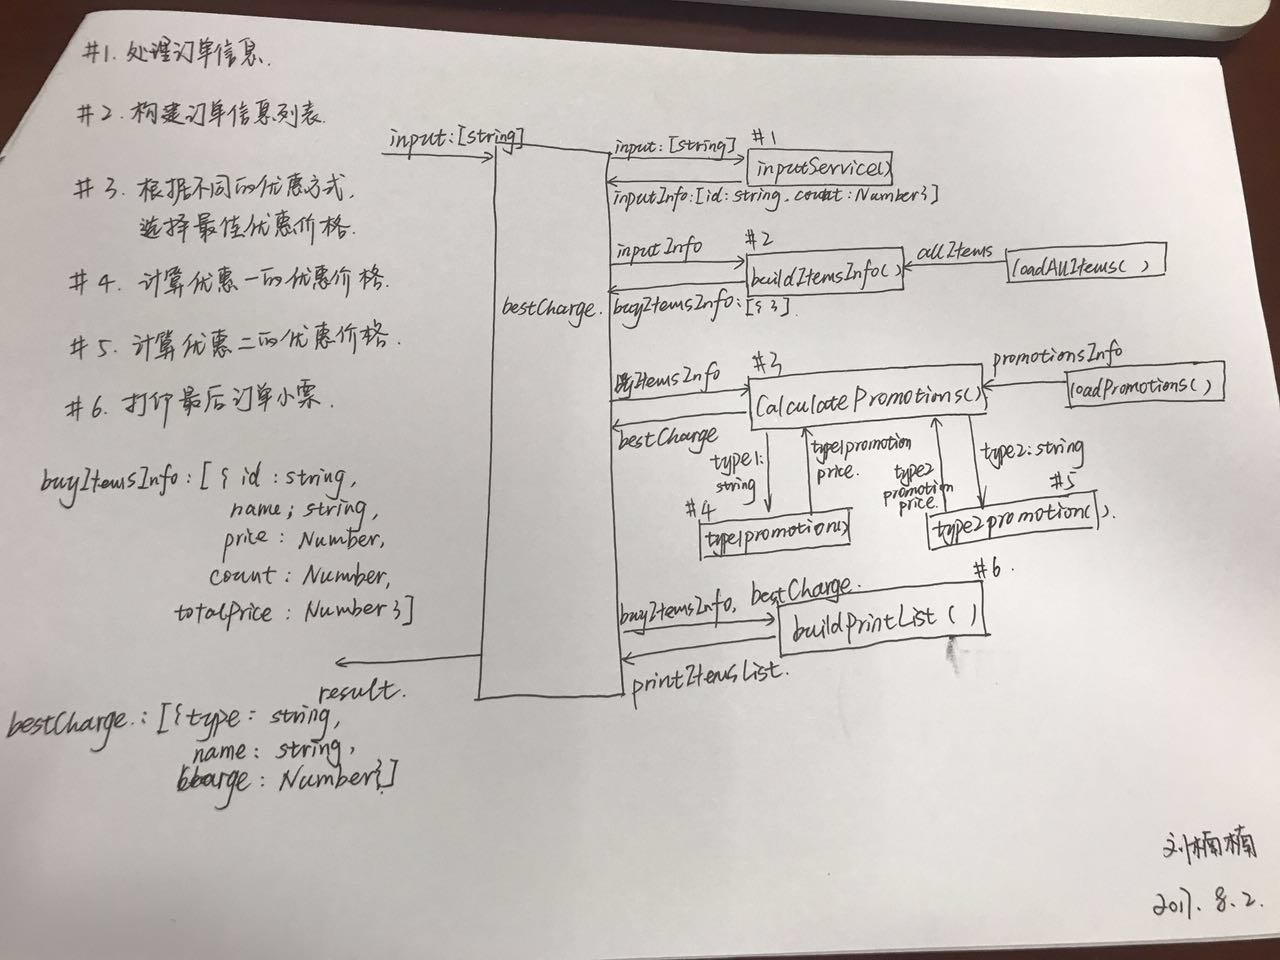 #1. 处理订单信息.
#2. 构建订单信息列表.
#3. 根据不同的优惠方式,
选择最佳优惠价格.
#4. 计算优惠一的优惠价格.
#5. 计算优惠二的优惠价格.
#6. 打印最后订单小票.
buyItemsInfo: [{ id : string,
name; string,
price : Number,
count : Number,
totalPrice : Number}]
bestCharge.: [{type: string,
name: string,
: Number}]
input: [string]
bestCharge.
result.
input: [string]
#1
inputService()
inputInfo: [id: string. count: Number}]
inputInfo
#2
buildItemsInfo()
allItems
loadAllItems( )
buyItemsInfo: [{ }].
ItemsInfo
#3
CalculatePromotions()
promotionsInfo
loadPromotions( )
bestCharge
type1:
string
type1promotion
price.
type2
promotion
price.
type2: string
#4
type1promotion()
#5
type2promotion().
#6.
buyItemsInfo, bestCharge.
buildPrintList ( )
printItemsList.
刘楠楠
2017. 8. 2.